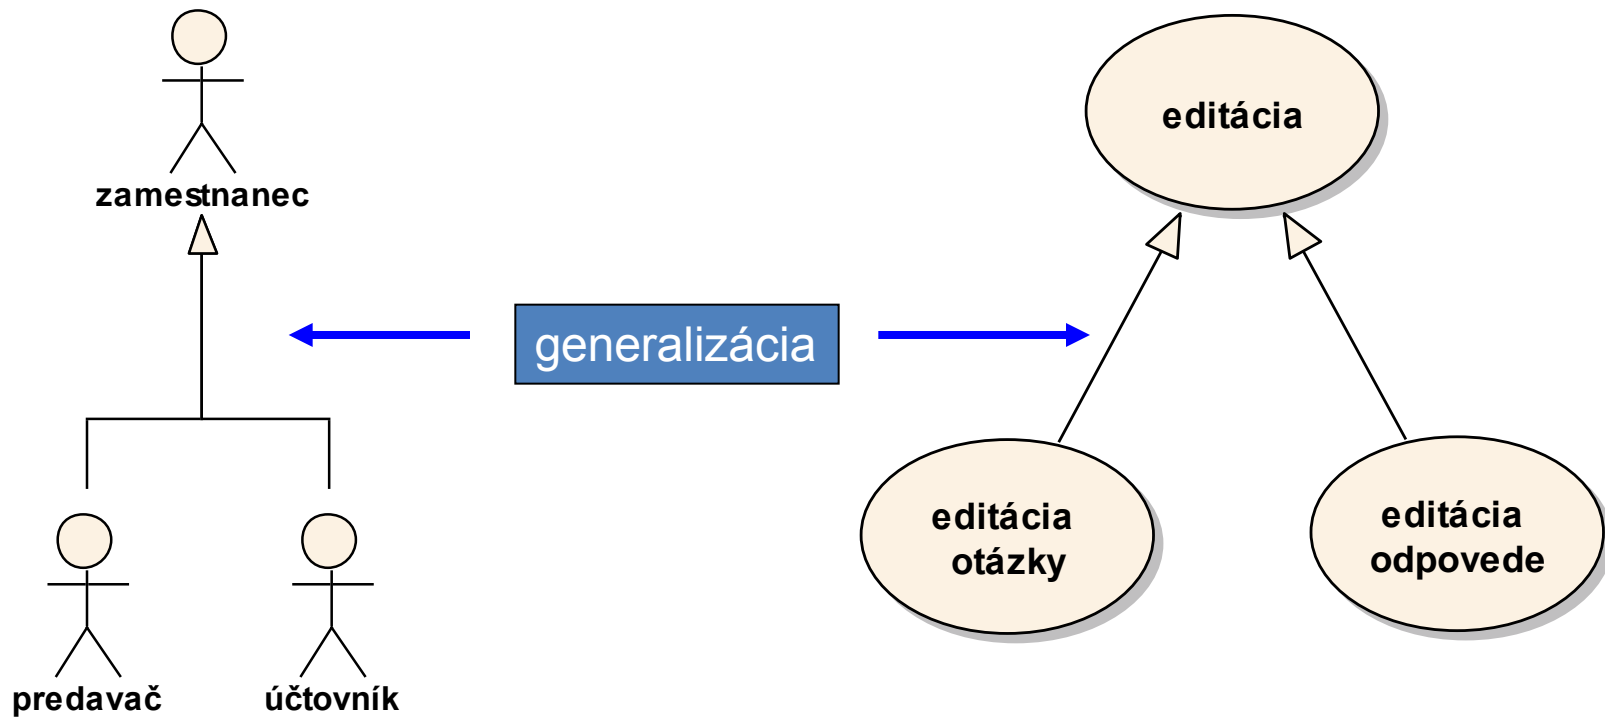 editácia
zamestnanec
generalizácia
editácia
otázky
editácia
odpovede
predavač
účtovník